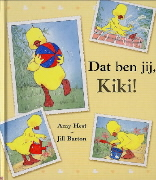 Dat ben jij,
Kiki!
Amy Hest
Jill Barton